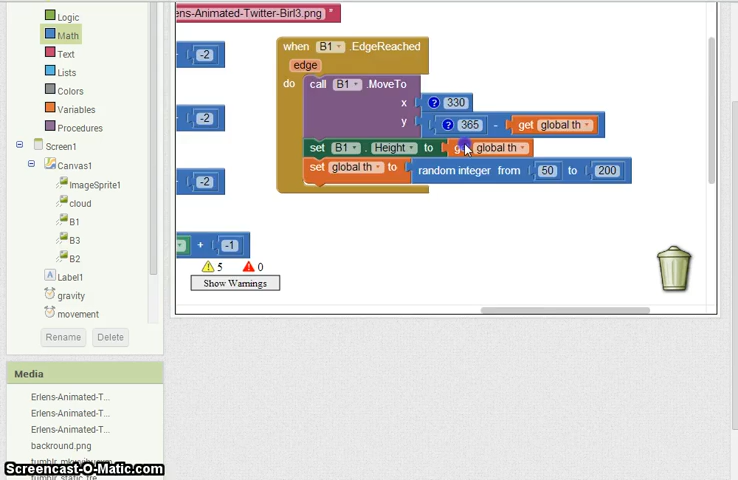 Logic
Math
Text
Lists
Colors
Variables
Procedures
Screen1
Canvas1
ImageSprite1
cloud
B1
B3
B2
Label1
gravity
movement
Rename Delete
Media
Erlens-Animated-T...
Erlens-Animated-T...
Erlens-Animated-T...
backround.png
Screencast-O-Matic.com
erlens-Animated-Twitter-Birl3.png "
- -2
- -2
- -2
+ -1
when B1 .EdgeReached
edge
do call B1 .MoveTo
x ? 330
y ? 365 - get global th
set B1 . Height to get global th
set global th to random integer from 50 to 200
5 0
Show Warnings